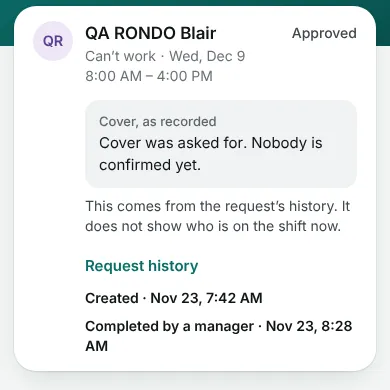 QR
QA RONDO Blair
Approved
Can’t work · Wed, Dec 9
8:00 AM – 4:00 PM
Cover, as recorded
Cover was asked for. Nobody is
confirmed yet.
This comes from the request’s history. It
does not show who is on the shift now.
Request history
Created · Nov 23, 7:42 AM
Completed by a manager · Nov 23, 8:28
AM